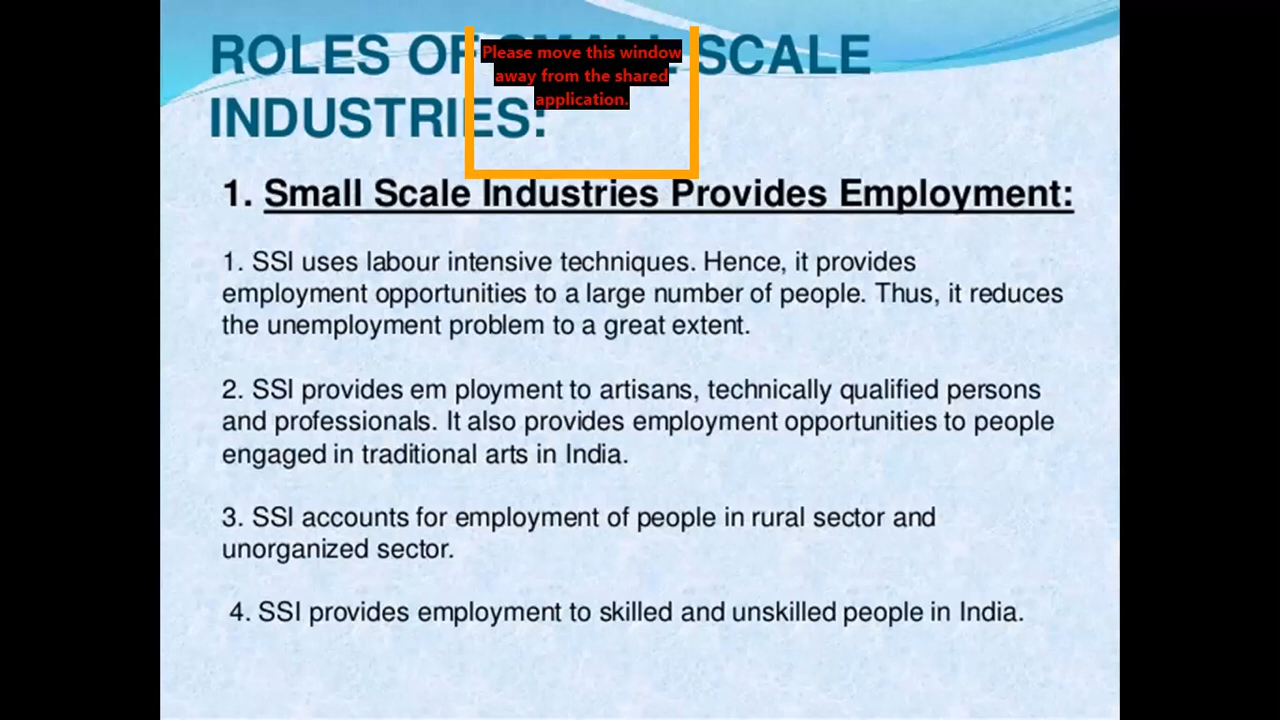 ROLES OF SMALL SCALE
INDUSTRIES:
Please move this window
away from the shared
application.
1. Small Scale Industries Provides Employment:
1. SSI uses labour intensive techniques. Hence, it provides
employment opportunities to a large number of people. Thus, it reduces
the unemployment problem to a great extent.
2. SSI provides em ployment to artisans, technically qualified persons
and professionals. It also provides employment opportunities to people
engaged in traditional arts in India.
3. SSI accounts for employment of people in rural sector and
unorganized sector.
4. SSI provides employment to skilled and unskilled people in India.